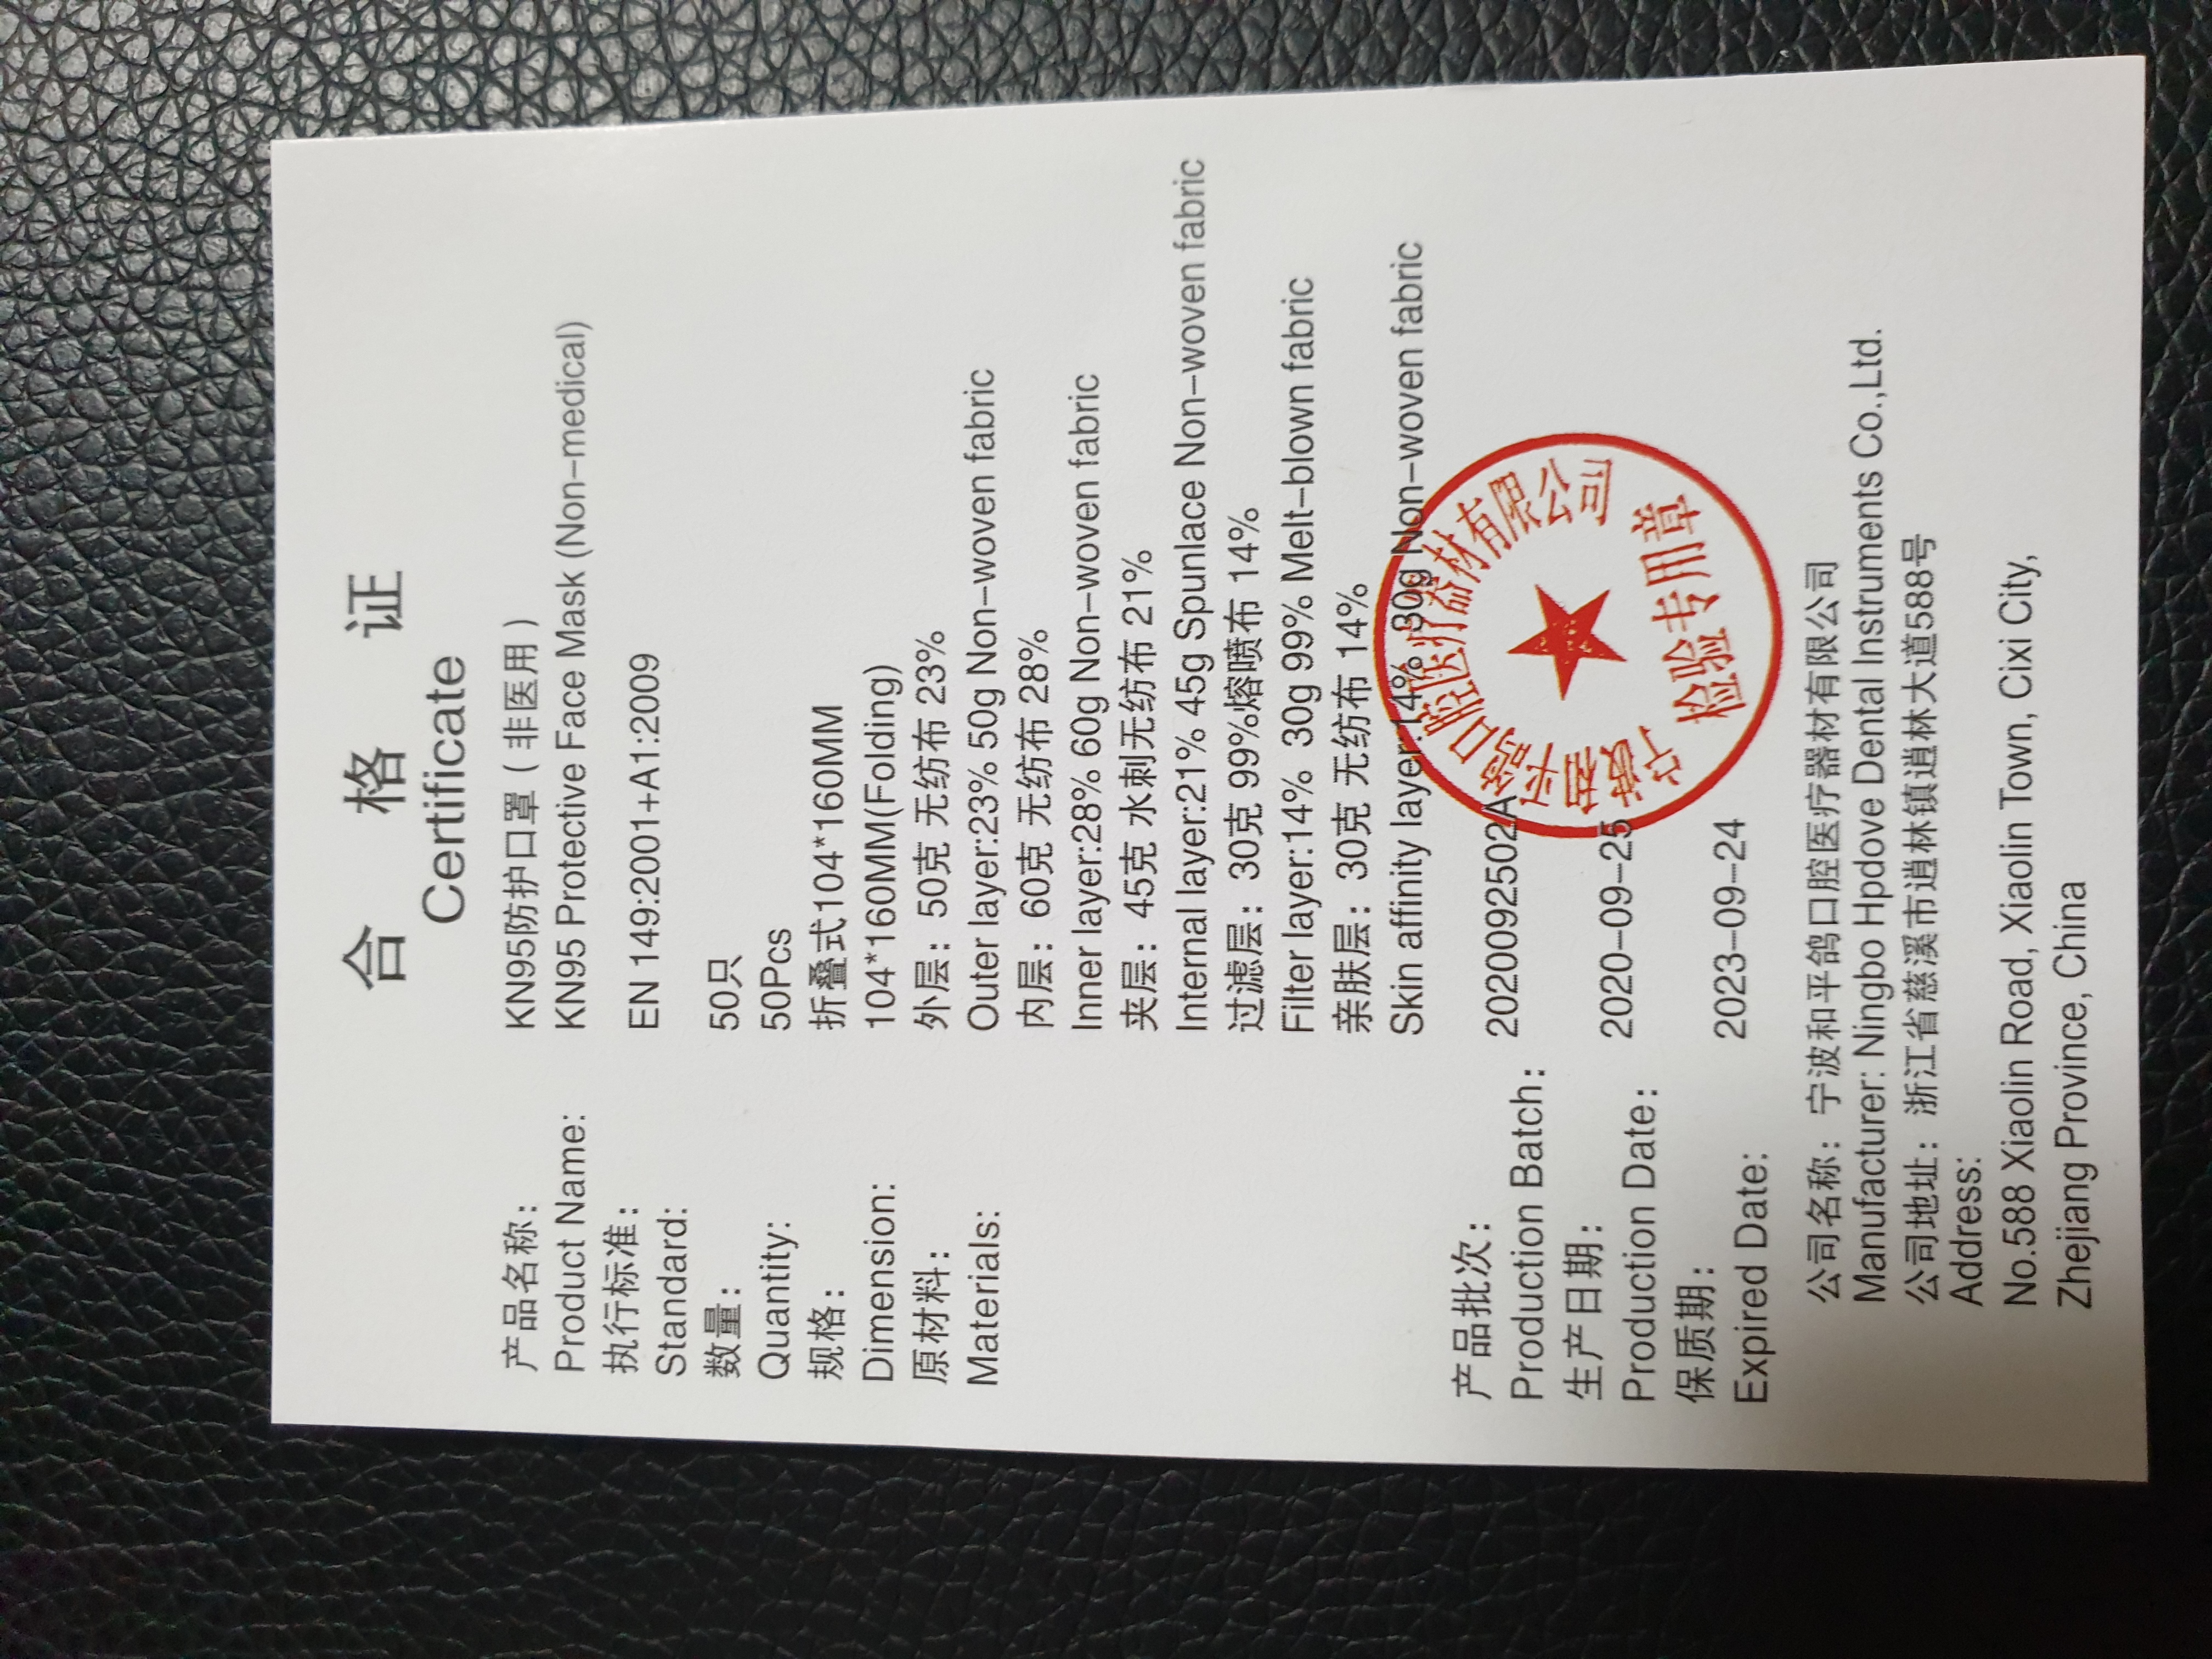 合 格 证
Certificate
产品名称： KN95防护口罩（非医用）
Product Name: KN95 Protective Face Mask (Non-medical)
执行标准：
Standard: EN 149:2001+A1:2009
数量： 50只
Quantity: 50Pcs
规格： 折叠式104*160MM
Dimension: 104*160MM(Folding)
原材料： 外层：50克 无纺布 23%
Materials: Outer layer:23% 50g Non-woven fabric
内层：60克 无纺布 28%
Inner layer:28% 60g Non-woven fabric
夹层：45克 水刺无纺布 21%
Internal layer:21% 45g Spunlace Non-woven fabric
过滤层：30克 99%熔喷布 14%
Filter layer:14% 30g 99% Melt-blown fabric
亲肤层：30克 无纺布 14%
Skin affinity layer:14% 30g Non-woven fabric
产品批次：
Production Batch: 2020092502A
生产日期：
Production Date: 2020-09-25
保质期：
Expired Date: 2023-09-24
宁波和平鸽口腔医疗器材有限公司
检验专用章
公司名称：宁波和平鸽口腔医疗器材有限公司
Manufacturer: Ningbo Hpdove Dental Instruments Co.,Ltd.
公司地址：浙江省慈溪市逍林镇逍林大道588号
Address:
No.588 Xiaolin Road, Xiaolin Town, Cixi City,
Zhejiang Province, China